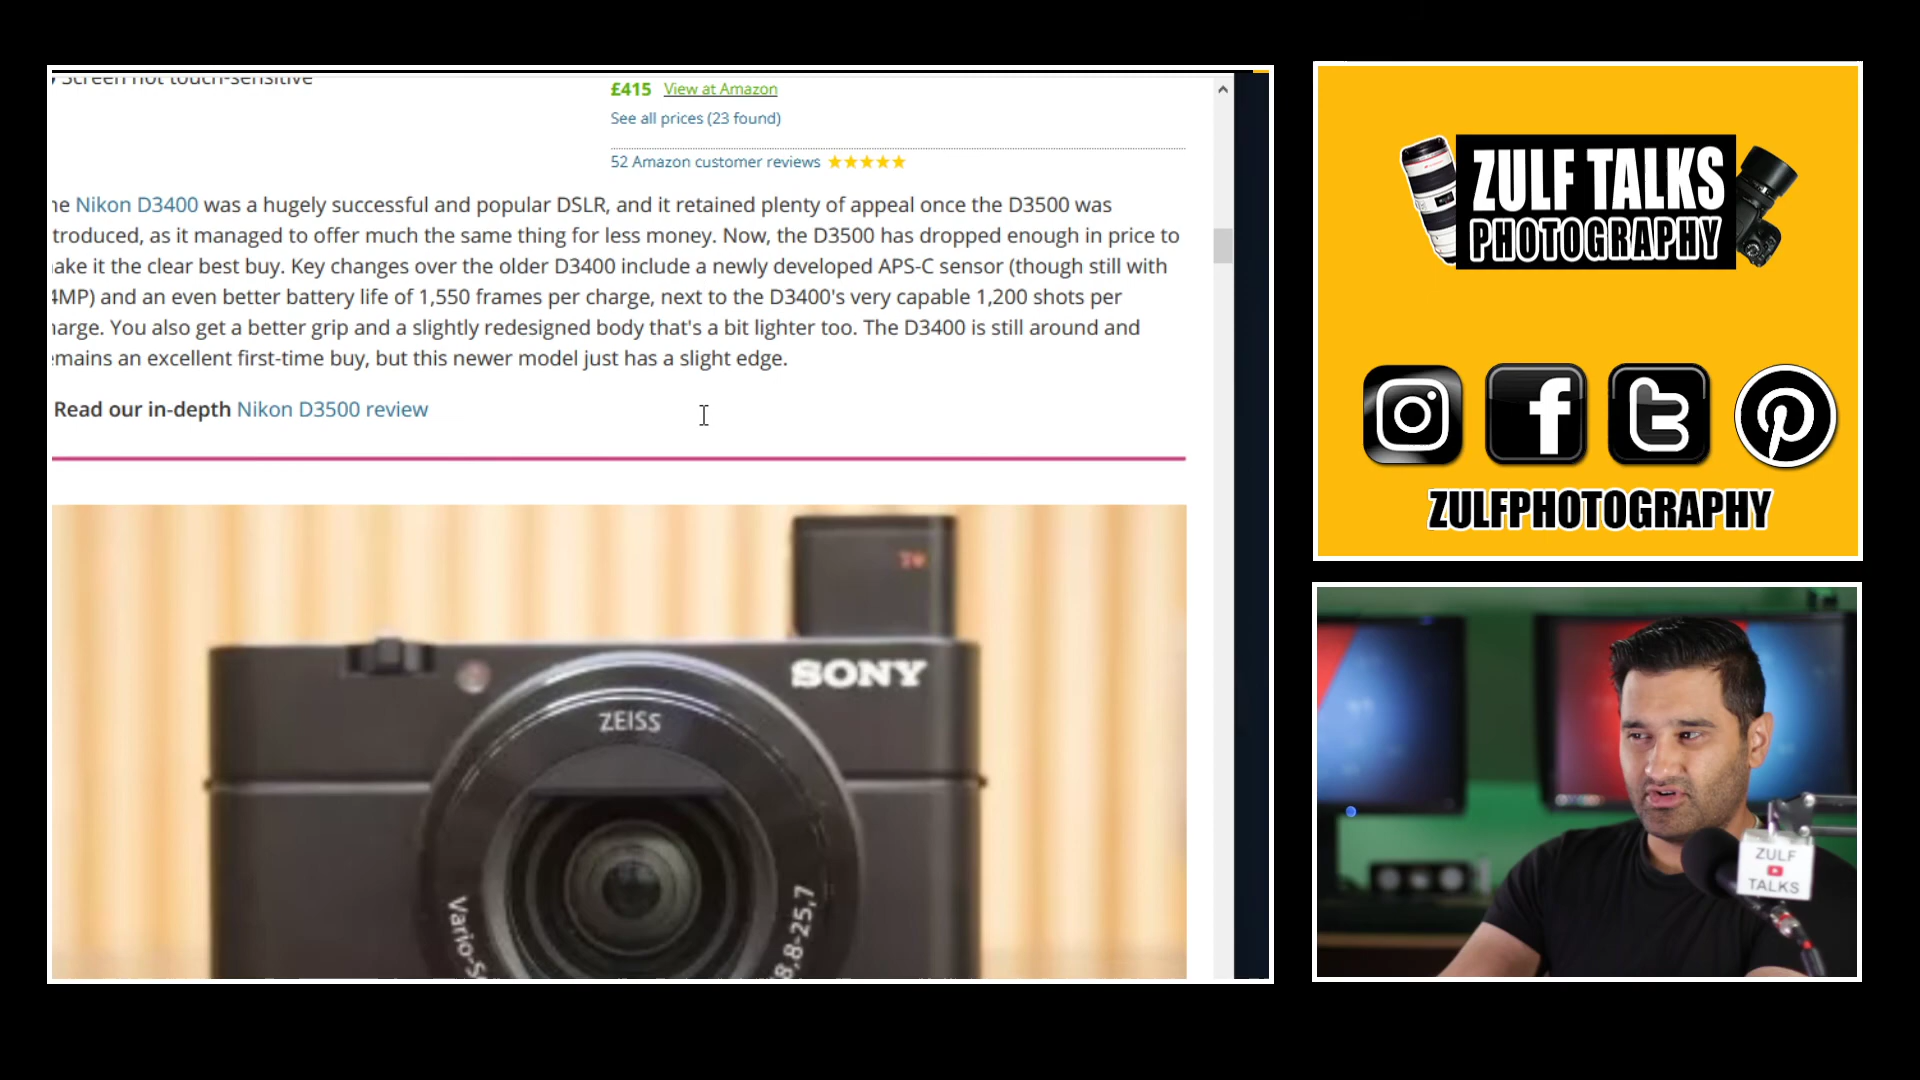 Screen not touch-sensitive
£415 View at Amazon
See all prices (23 found)
52 Amazon customer reviews
he Nikon D3400 was a hugely successful and popular DSLR, and it retained plenty of appeal once the D3500 was
troduced, as it managed to offer much the same thing for less money. Now, the D3500 has dropped enough in price to
ake it the clear best buy. Key changes over the older D3400 include a newly developed APS-C sensor (though still with
4MP) and an even better battery life of 1,550 frames per charge, next to the D3400's very capable 1,200 shots per
harge. You also get a better grip and a slightly redesigned body that's a bit lighter too. The D3400 is still around and
emains an excellent first-time buy, but this newer model just has a slight edge.
Read our in-depth Nikon D3500 review
SONY
ZEISS
Vario-S
8,8-25,7
ZULF TALKS
PHOTOGRAPHY
ZULFPHOTOGRAPHY
ZULF
TALKS